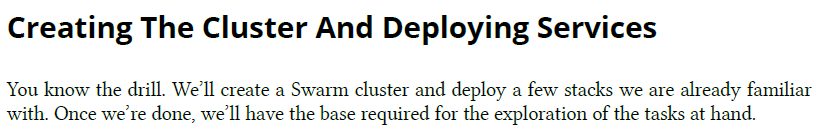 Creating The Cluster And Deploying Services
You know the drill. We’ll create a Swarm cluster and deploy a few stacks we are already familiar
with. Once we’re done, we’ll have the base required for the exploration of the tasks at hand.